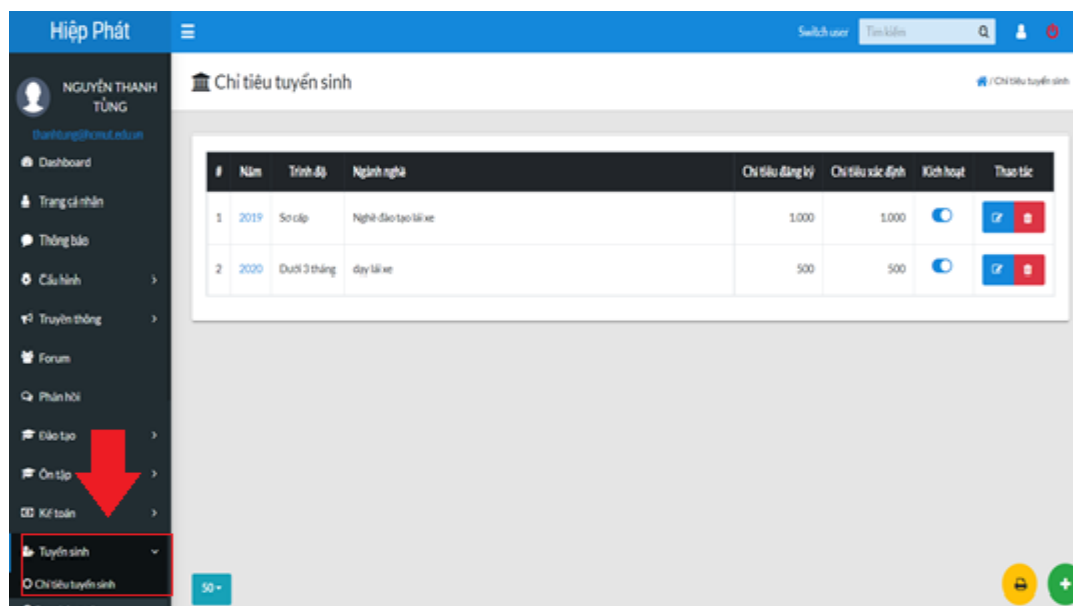 Hiệp Phát
Switch user
Tìm kiếm
NGUYỄN THANH
TÙNG
thanhtung@hcmut.edu.vn
Chỉ tiêu tuyển sinh
/ Chỉ tiêu tuyển sinh
Dashboard
Trang cá nhân
Thông báo
Cấu hình
Truyền thông
Forum
Phản hồi
Đào tạo
Ôn tập
Kế toán
Tuyển sinh
Chỉ tiêu tuyển sinh
# Năm Trình độ Ngành nghề Chỉ tiêu đăng ký Chỉ tiêu xác định Kích hoạt Thao tác
1 2019 Sơ cấp Nghề đào tạo lái xe 1.000 1.000
2 2020 Dưới 3 tháng dạy lái xe 500 500
50